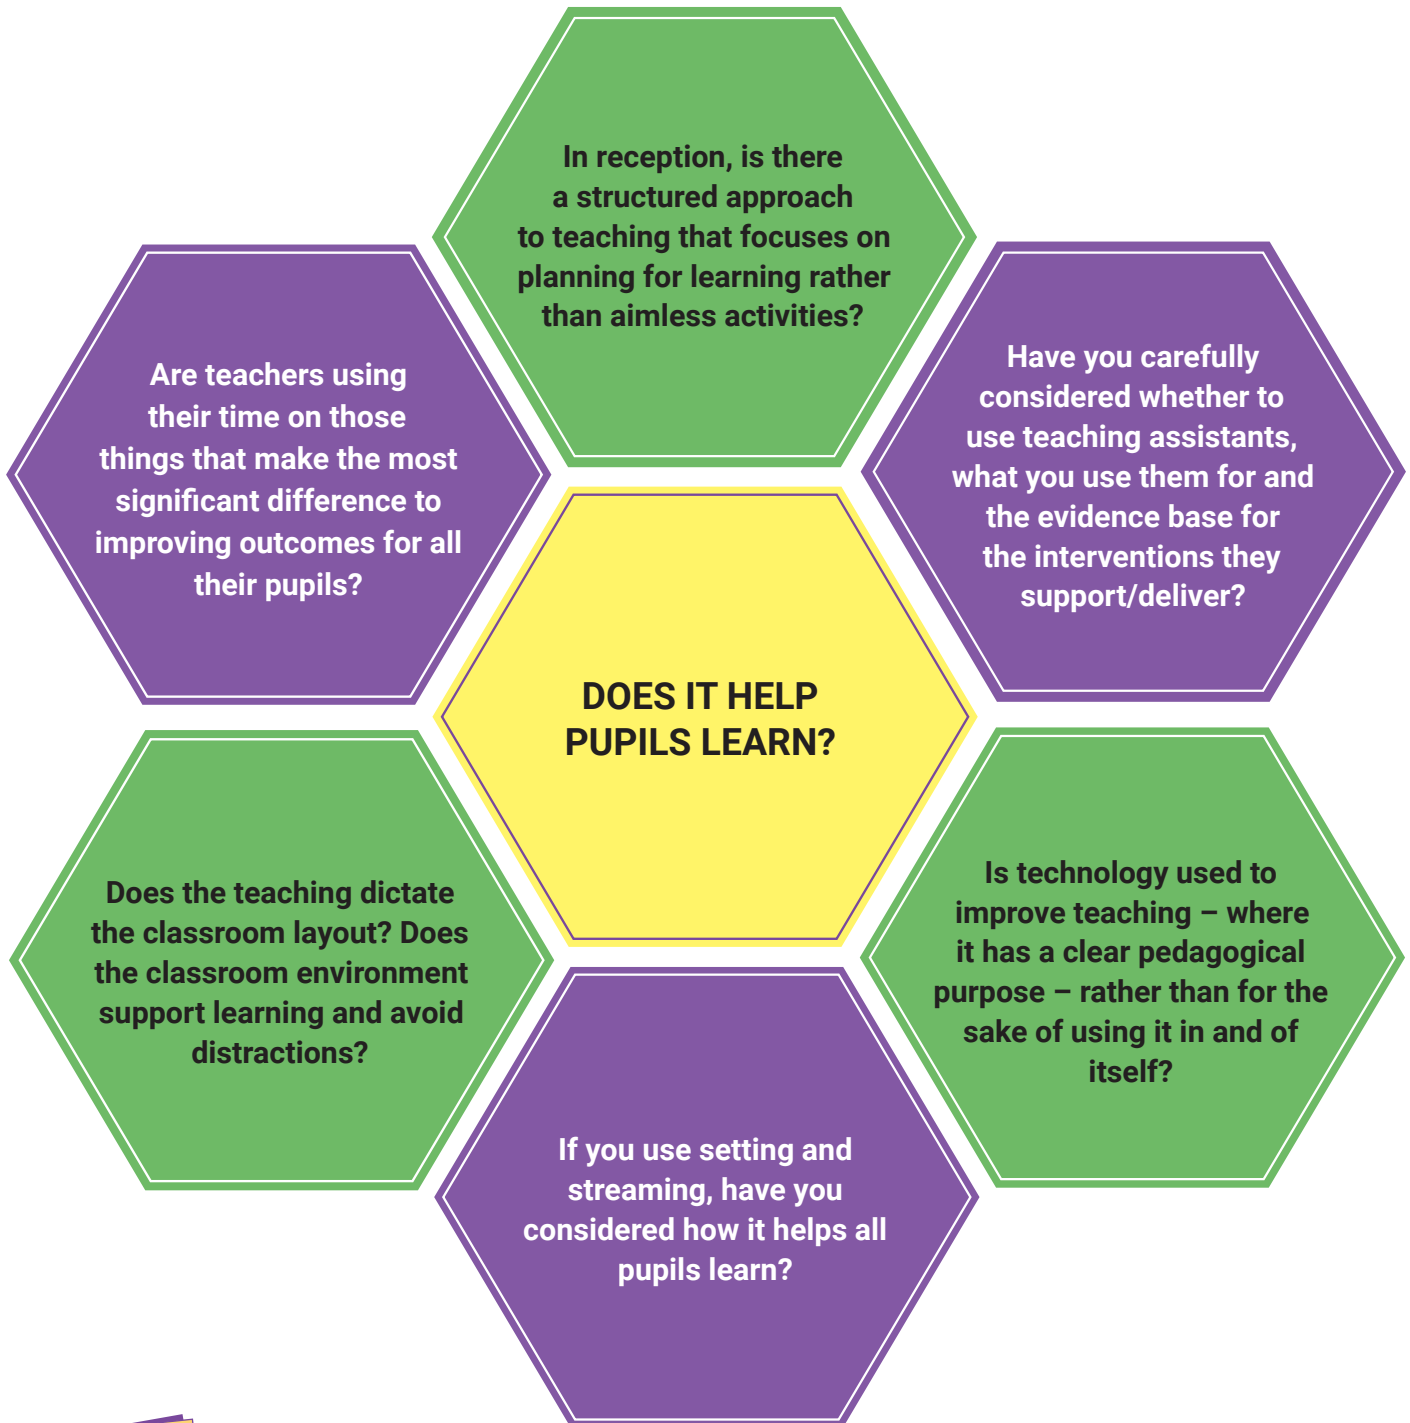 In reception, is there
a structured approach
to teaching that focuses on
planning for learning rather
than aimless activities?
Are teachers using
their time on those
things that make the most
significant difference to
improving outcomes for all
their pupils?
Have you carefully
considered whether to
use teaching assistants,
what you use them for and
the evidence base for
the interventions they
support/deliver?
DOES IT HELP
PUPILS LEARN?
Does the teaching dictate
the classroom layout? Does
the classroom environment
support learning and avoid
distractions?
Is technology used to
improve teaching – where
it has a clear pedagogical
purpose – rather than for the
sake of using it in and of
itself?
If you use setting and
streaming, have you
considered how it helps all
pupils learn?